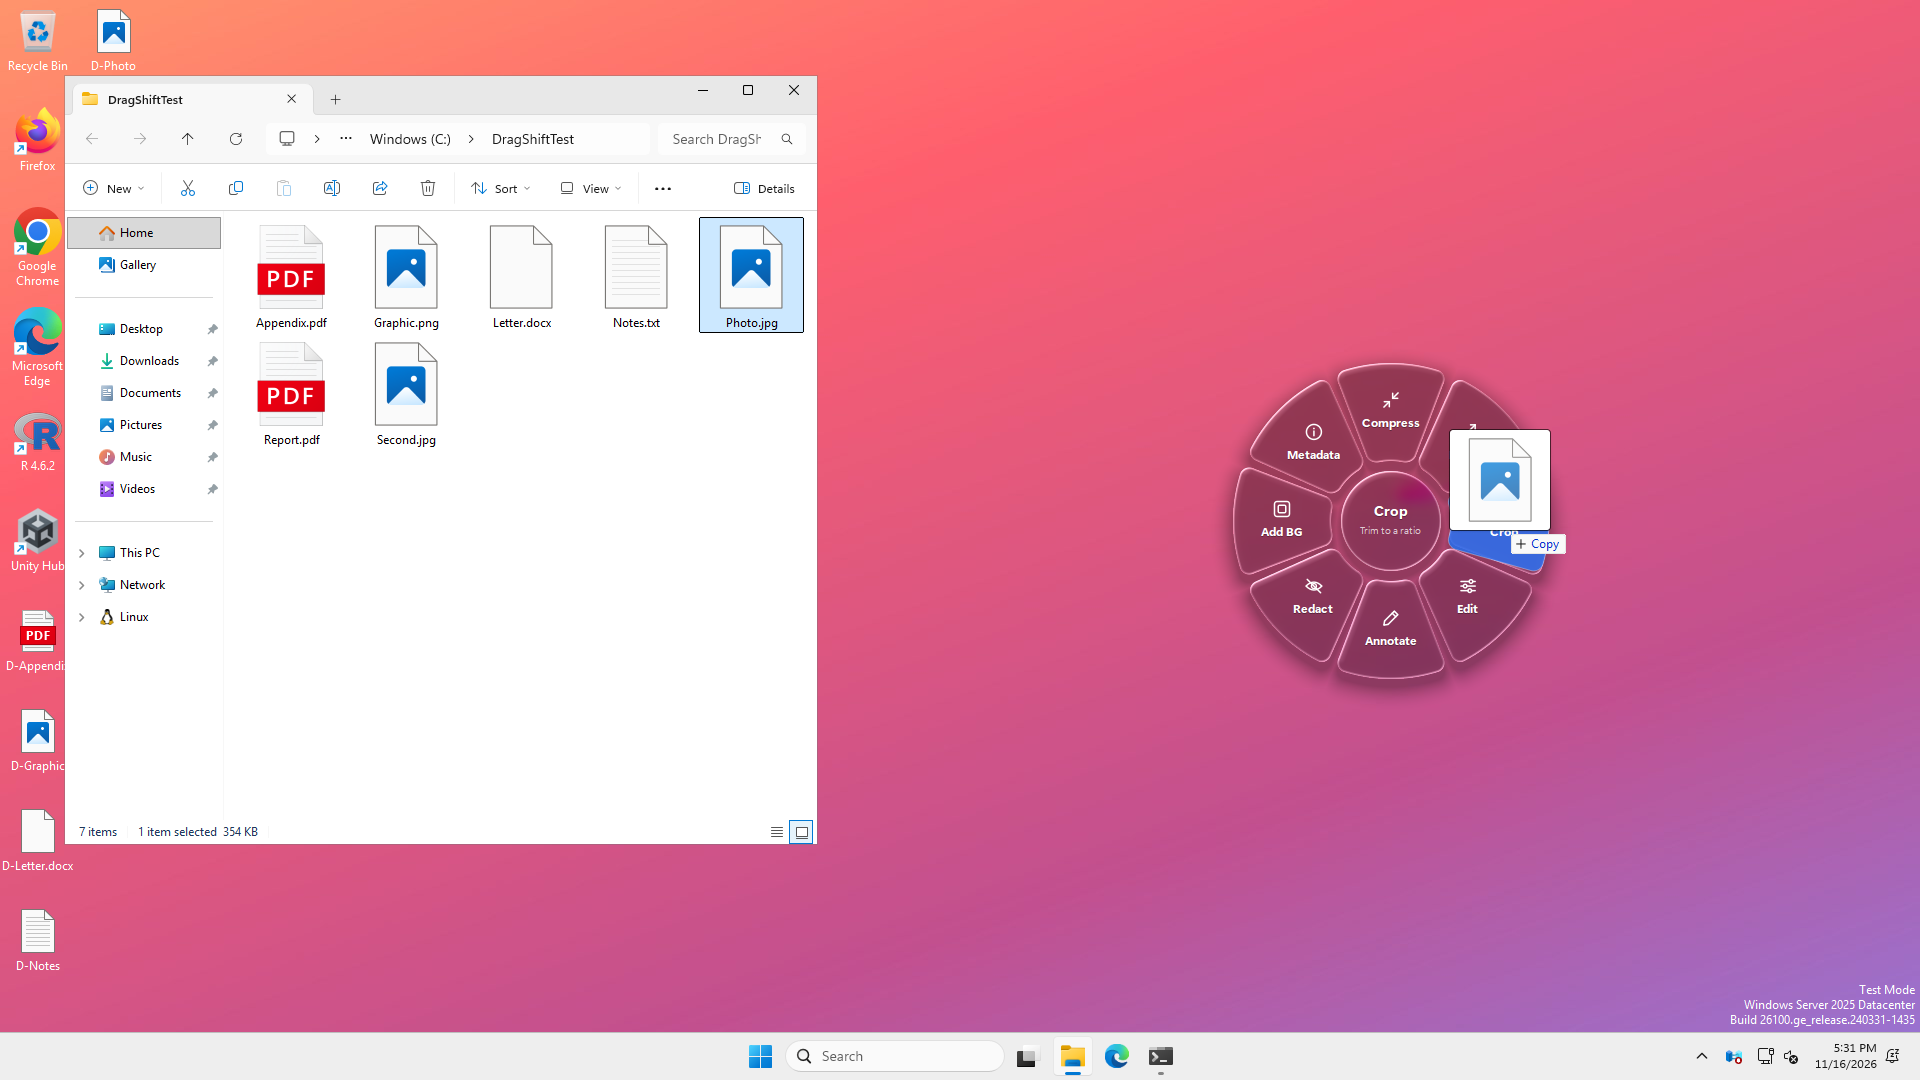 Recycle Bin
D-Photo
Firefox
Google
Chrome
Microsoft
Edge
R 4.6.2
Unity Hub
PDF
D-Appendi
D-Graphic
D-Letter.docx
D-Notes
DragShiftTest
Windows (C:)
DragShiftTest
Search DragSh
New
Sort
View
Details
Home
Gallery
Desktop
Downloads
Documents
Pictures
Music
Videos
This PC
Network
Linux
PDF
Appendix.pdf
Graphic.png
Letter.docx
Notes.txt
Photo.jpg
PDF
Report.pdf
Second.jpg
7 items
1 item selected 354 KB
Compress
Metadata
Add BG
Crop
Trim to a ratio
Crop
Copy
Redact
Edit
Annotate
Test Mode
Windows Server 2025 Datacenter
Build 26100.ge_release.240331-1435
Search
5:31 PM
11/16/2026